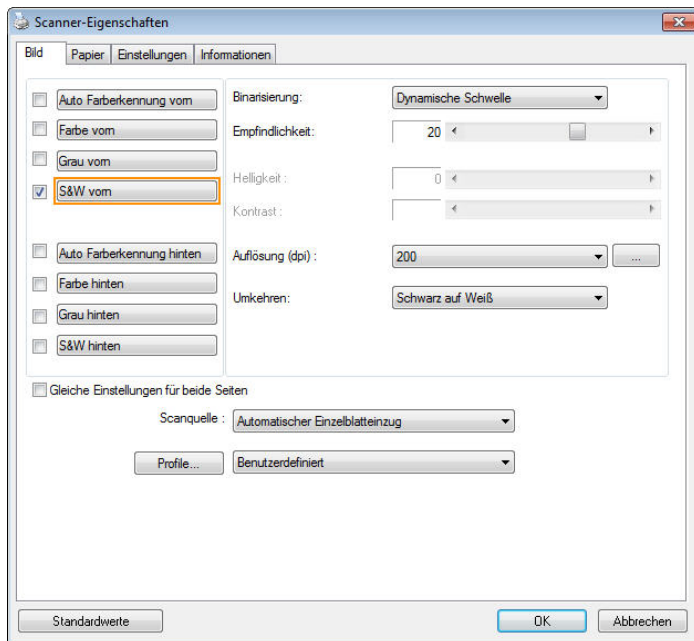 Scanner-Eigenschaften
Bild Papier Einstellungen Informationen
Auto Farberkennung vorn
Farbe vorn
Grau vorn
S&W vorn
Auto Farberkennung hinten
Farbe hinten
Grau hinten
S&W hinten
Binarisierung: Dynamische Schwelle
Empfindlichkeit: 20
Helligkeit : 0
Kontrast :
Auflösung (dpi) : 200 ...
Umkehren: Schwarz auf Weiß
Gleiche Einstellungen für beide Seiten
Scanquelle : Automatischer Einzelblatteinzug
Profile... Benutzerdefiniert
Standardwerte OK Abbrechen